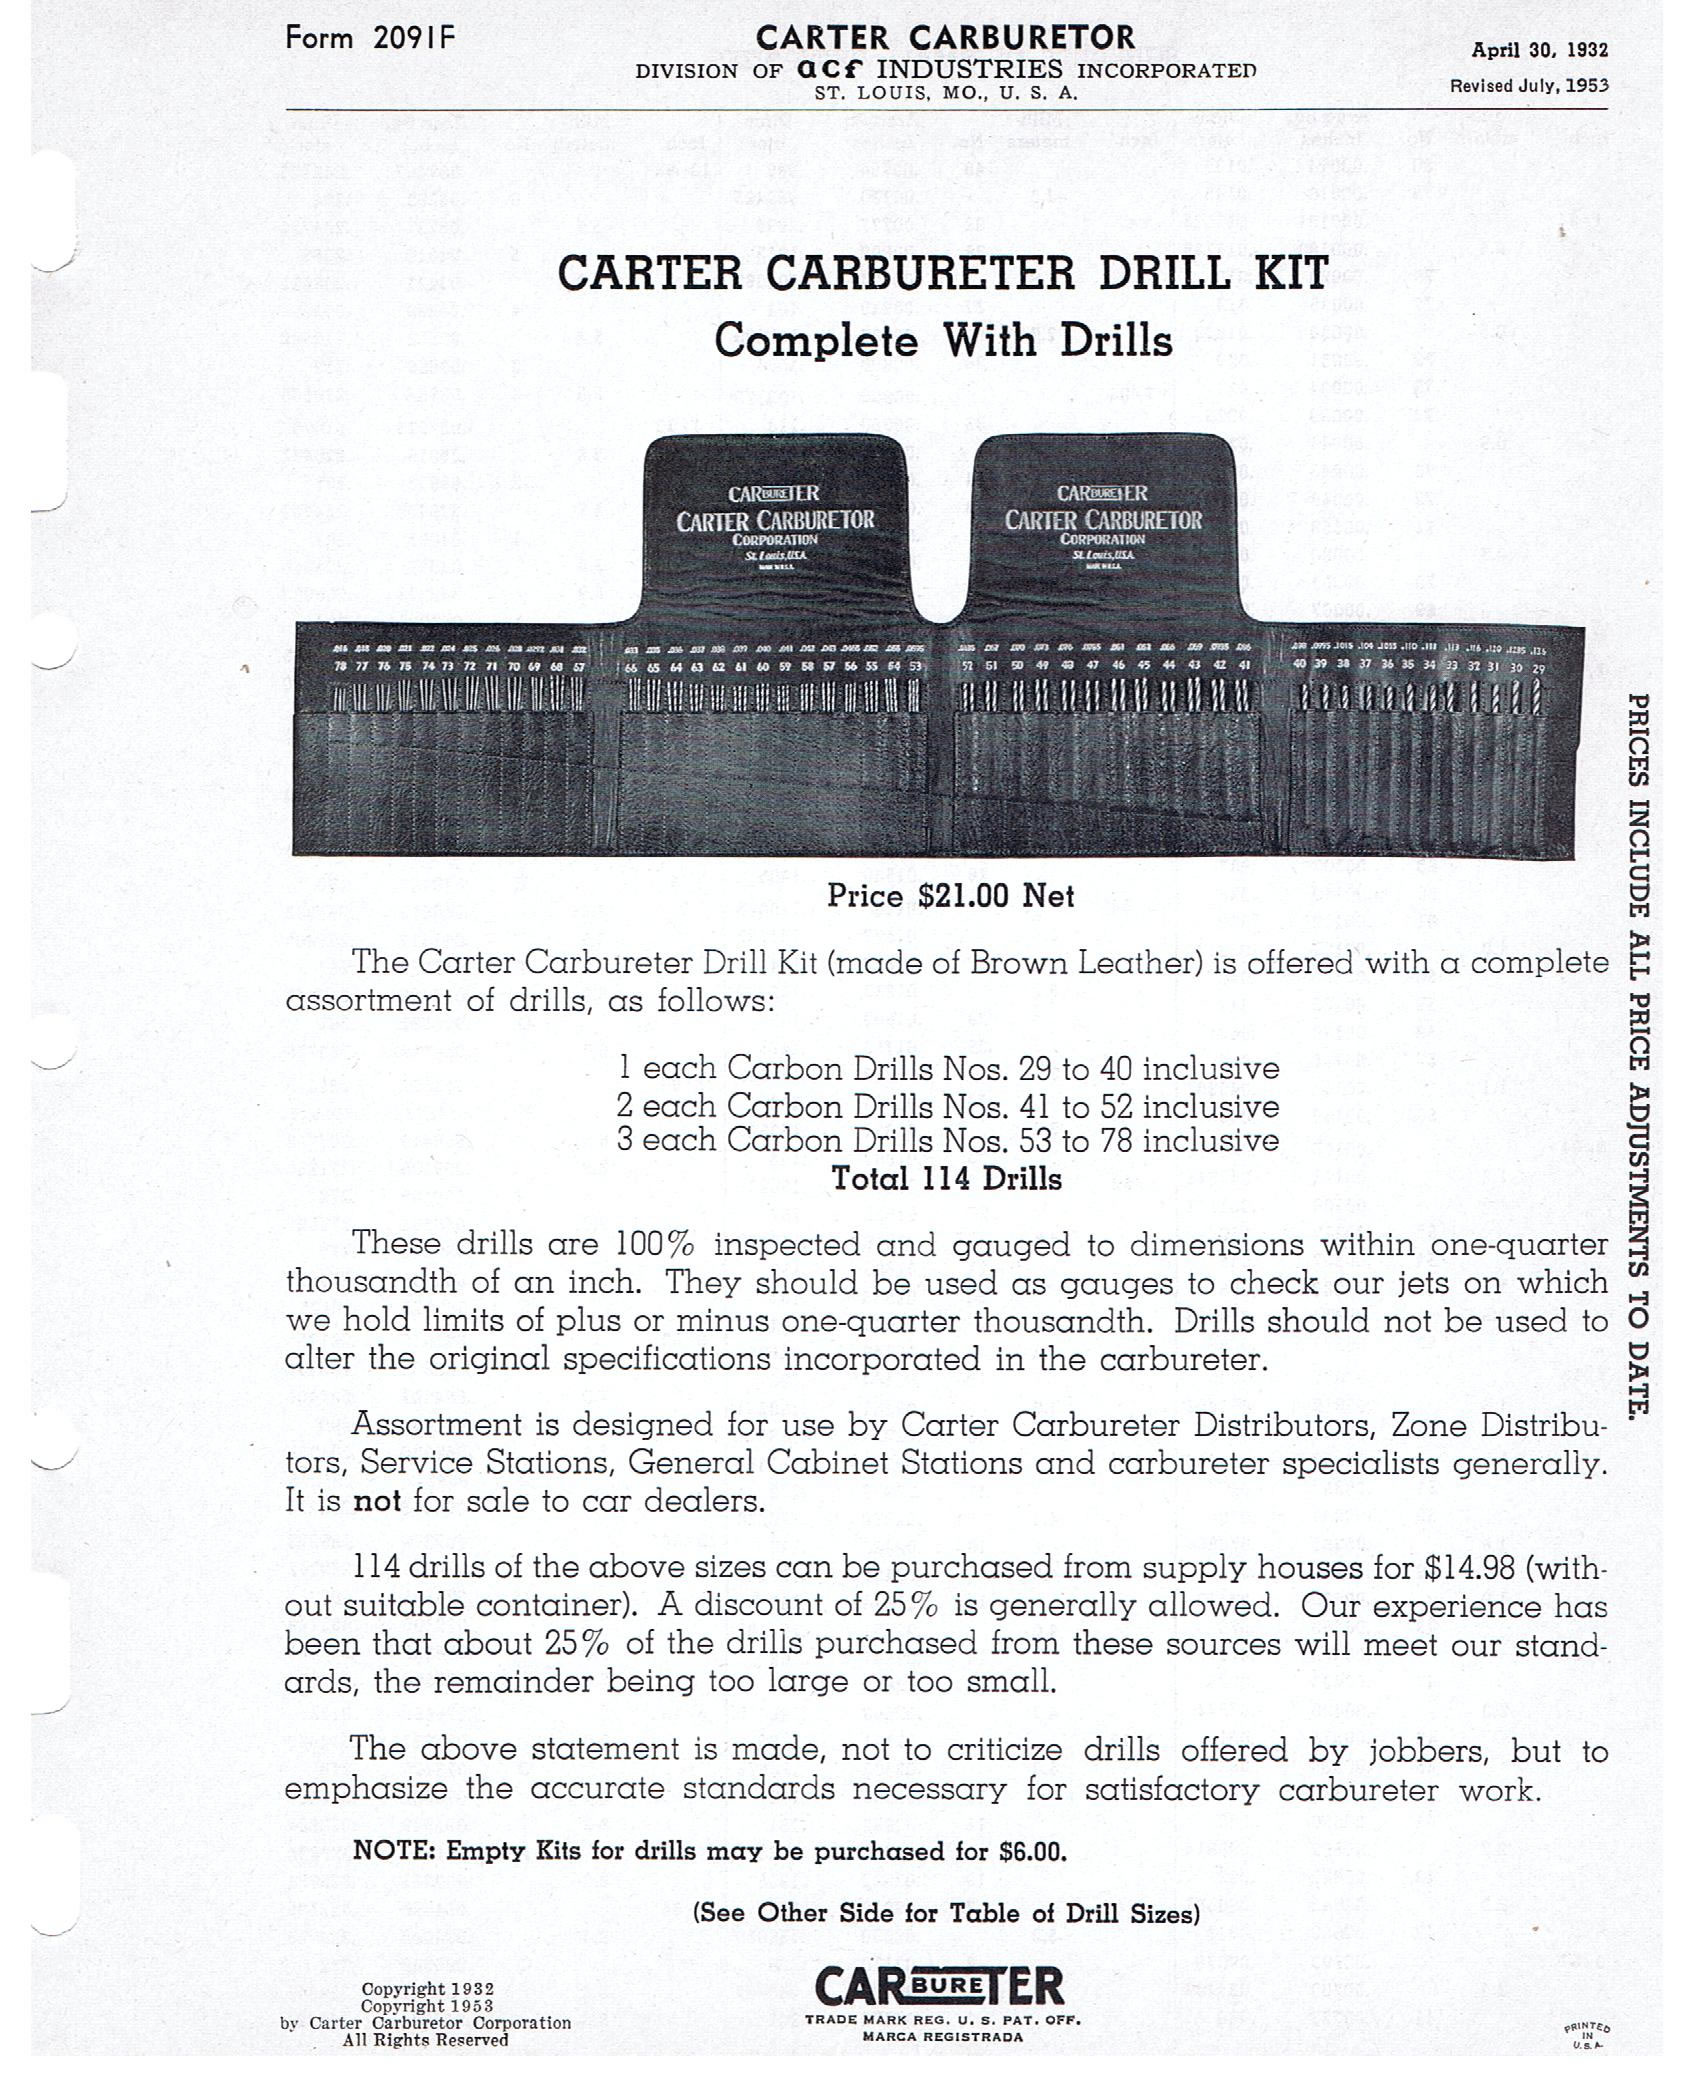 Form 2091F
CARTER CARBURETOR
DIVISION OF acf INDUSTRIES INCORPORATED
ST. LOUIS, MO., U. S. A.
April 30, 1932
Revised July, 1953
CARTER CARBURETER DRILL KIT
Complete With Drills
CARBURETER
CARTER CARBURETOR
CORPORATION
St. Louis, USA
CARBURETER
CARTER CARBURETOR
CORPORATION
St. Louis, USA
78 77 76 75 74 73 72 71 70 69 68 67
66 65 64 63 62 61 60 59 58 57 56 55 54 53
52 51 50 49 48 47 46 45 44 43 42 41
40 39 38 37 36 35 34 33 32 31 30 29
Price $21.00 Net
The Carter Carbureter Drill Kit (made of Brown Leather) is offered with a complete
assortment of drills, as follows:
1 each Carbon Drills Nos. 29 to 40 inclusive
2 each Carbon Drills Nos. 41 to 52 inclusive
3 each Carbon Drills Nos. 53 to 78 inclusive
Total 114 Drills
These drills are 100% inspected and gauged to dimensions within one-quarter
thousandth of an inch. They should be used as gauges to check our jets on which
we hold limits of plus or minus one-quarter thousandth. Drills should not be used to
alter the original specifications incorporated in the carbureter.
Assortment is designed for use by Carter Carbureter Distributors, Zone Distribu-
tors, Service Stations, General Cabinet Stations and carbureter specialists generally.
It is not for sale to car dealers.
114 drills of the above sizes can be purchased from supply houses for $14.98 (with-
out suitable container). A discount of 25% is generally allowed. Our experience has
been that about 25% of the drills purchased from these sources will meet our stand-
ards, the remainder being too large or too small.
The above statement is made, not to criticize drills offered by jobbers, but to
emphasize the accurate standards necessary for satisfactory carbureter work.
NOTE: Empty Kits for drills may be purchased for $6.00.
(See Other Side for Table of Drill Sizes)
PRICES INCLUDE ALL PRICE ADJUSTMENTS TO DATE.
Copyright 1932
Copyright 1953
by Carter Carburetor Corporation
All Rights Reserved
CARBURETER
TRADE MARK REG. U. S. PAT. OFF.
MARCA REGISTRADA
PRINTED
IN
U. S. A.